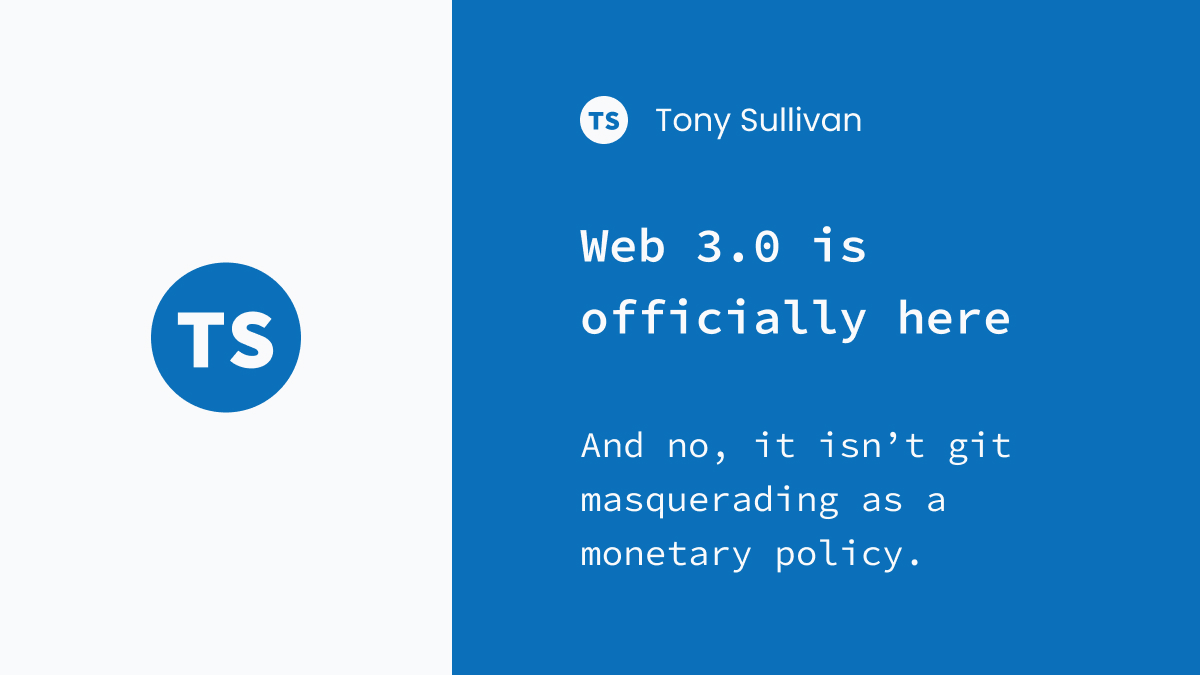 TS
TS Tony Sullivan
Web 3.0 is
officially here
And no, it isn’t git
masquerading as a
monetary policy.